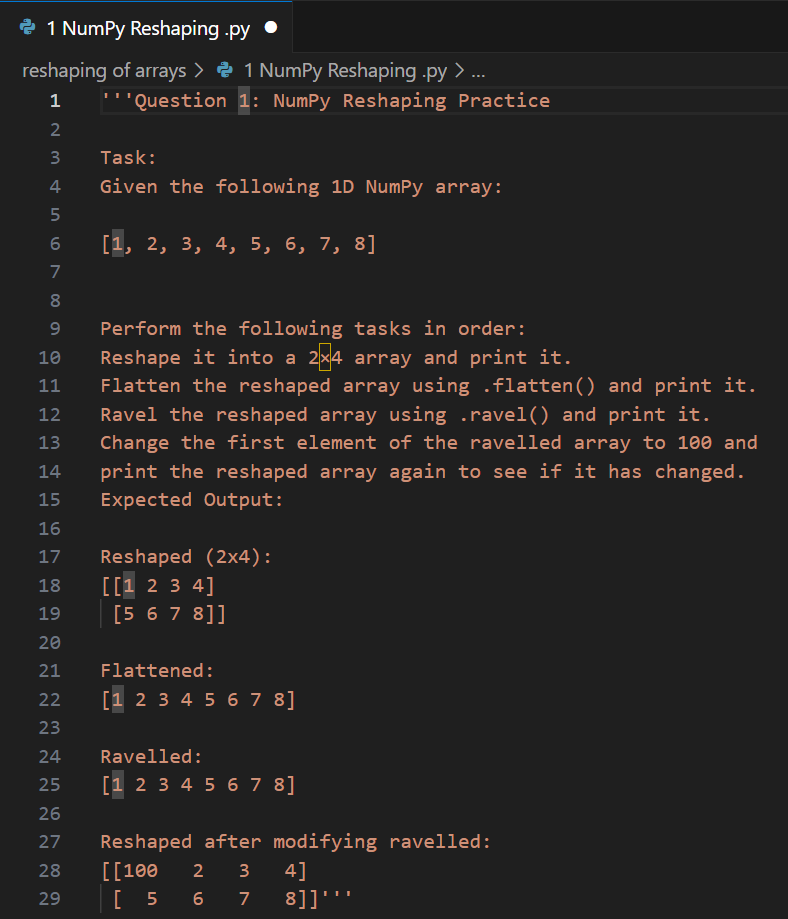 1 NumPy Reshaping .py
reshaping of arrays > 1 NumPy Reshaping .py > ...
1 '''Question 1: NumPy Reshaping Practice
2
3 Task:
4 Given the following 1D NumPy array:
5
6 [1, 2, 3, 4, 5, 6, 7, 8]
7
8
9 Perform the following tasks in order:
10 Reshape it into a 2×4 array and print it.
11 Flatten the reshaped array using .flatten() and print it.
12 Ravel the reshaped array using .ravel() and print it.
13 Change the first element of the ravelled array to 100 and
14 print the reshaped array again to see if it has changed.
15 Expected Output:
16
17 Reshaped (2x4):
18 [[1 2 3 4]
19  [5 6 7 8]]
20
21 Flattened:
22 [1 2 3 4 5 6 7 8]
23
24 Ravelled:
25 [1 2 3 4 5 6 7 8]
26
27 Reshaped after modifying ravelled:
28 [[100   2   3   4]
29  [  5   6   7   8]]'''